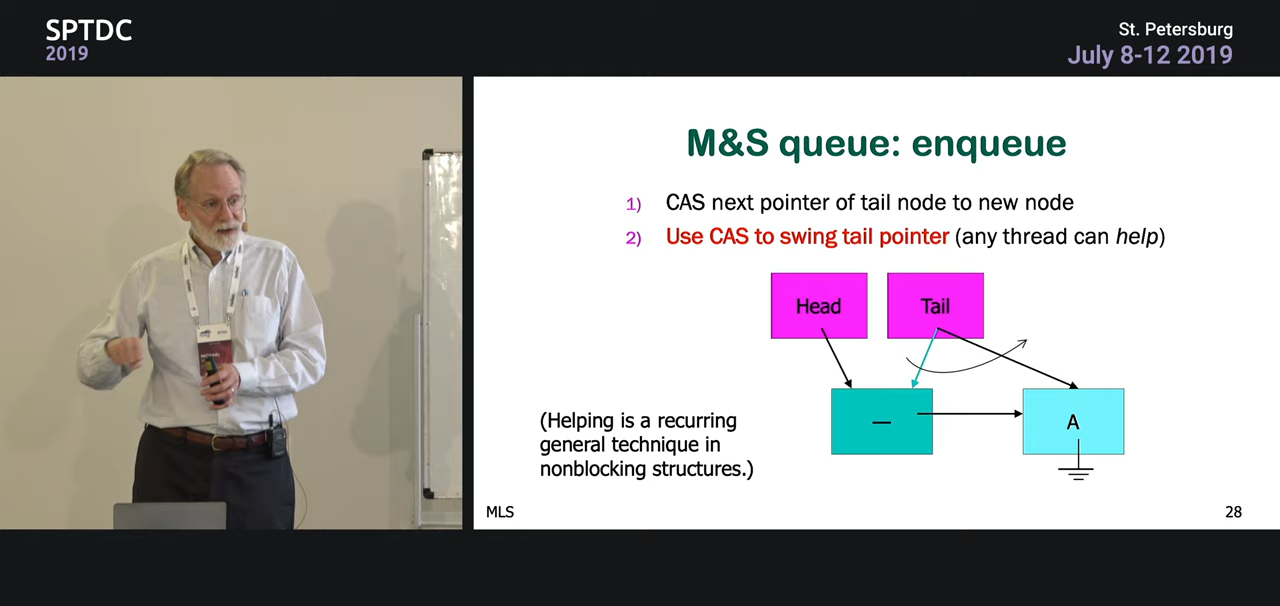 SPTDC
2019
St. Petersburg
July 8-12 2019
M&S queue: enqueue
1) CAS next pointer of tail node to new node
2) Use CAS to swing tail pointer (any thread can help)
Head
Tail
—
A
(Helping is a recurring
general technique in
nonblocking structures.)
MLS
28